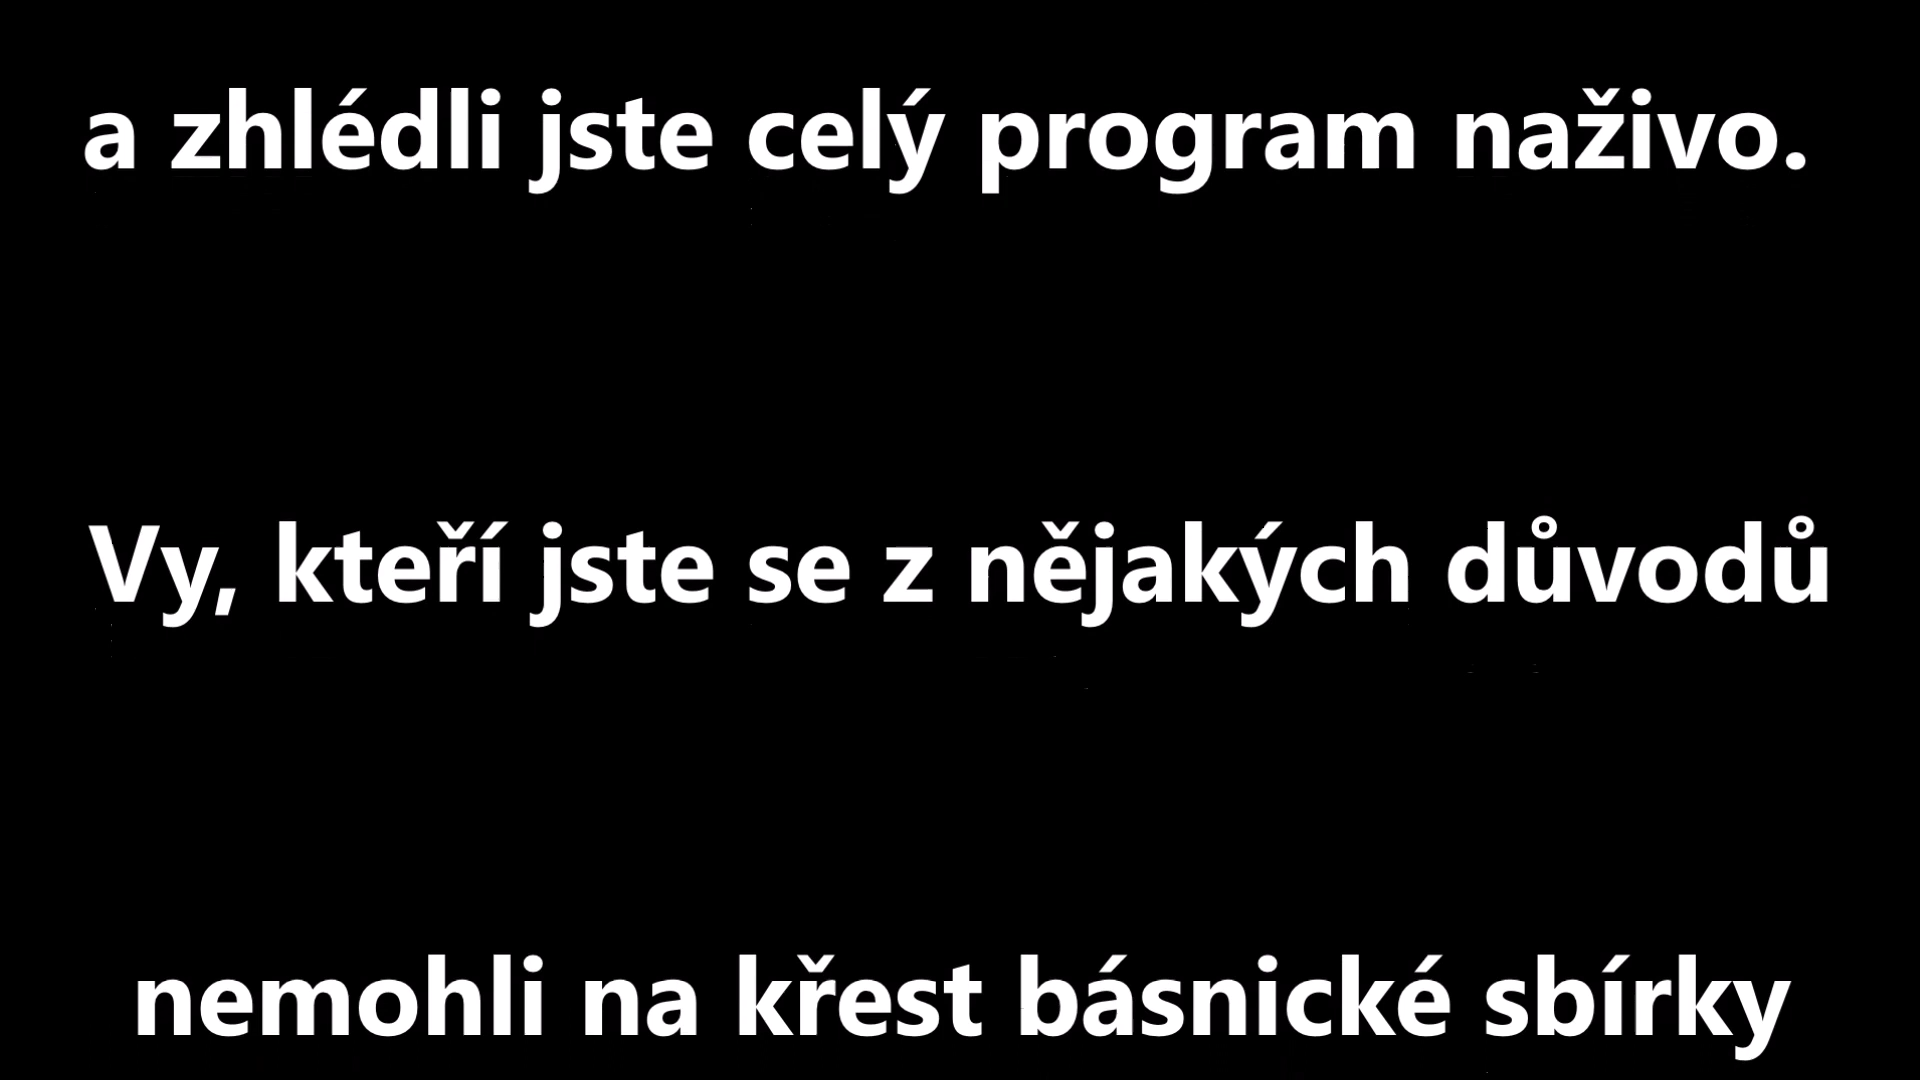 a zhlédli jste celý program naživo.
Vy, kteří jste se z nějakých důvodů
nemohli na křest básnické sbírky